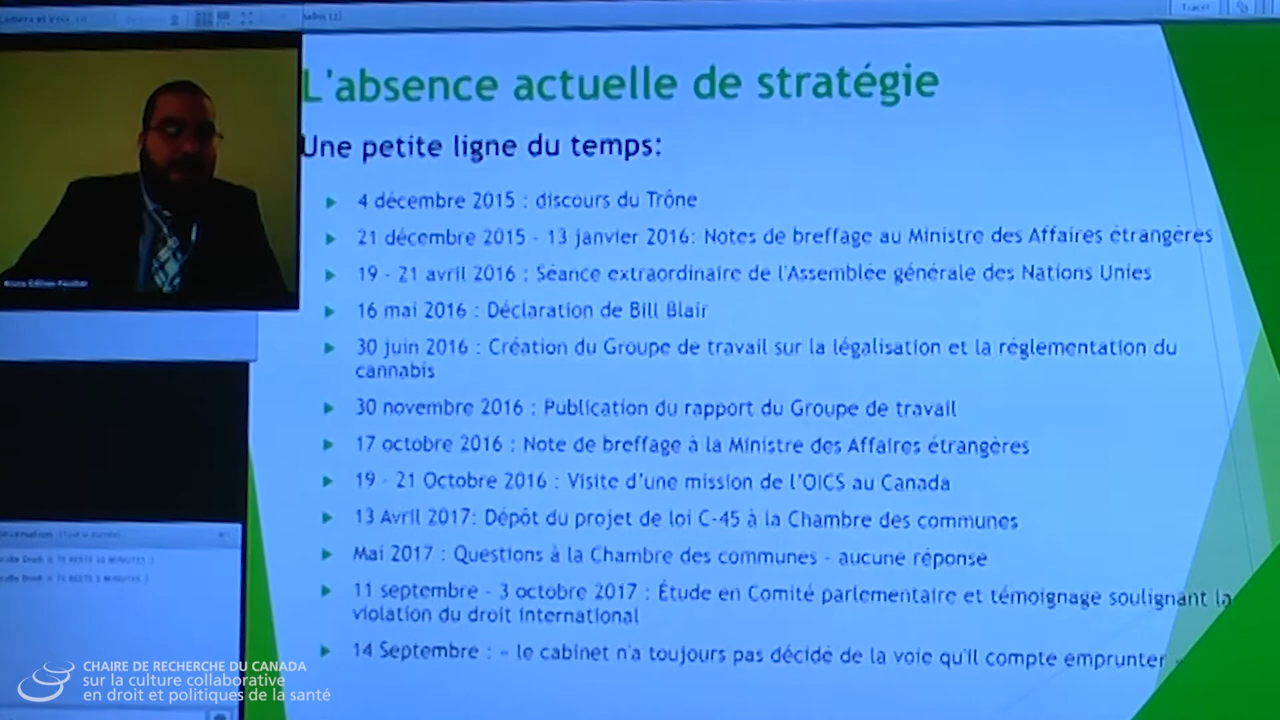 Tracer
L'absence actuelle de stratégie
Une petite ligne du temps:
4 décembre 2015 : discours du Trône
21 décembre 2015 - 13 janvier 2016: Notes de breffage au Ministre des Affaires étrangères
19 - 21 avril 2016 : Séance extraordinaire de l'Assemblée générale des Nations Unies
16 mai 2016 : Déclaration de Bill Blair
30 juin 2016 : Création du Groupe de travail sur la légalisation et la réglementation du
cannabis
30 novembre 2016 : Publication du rapport du Groupe de travail
17 octobre 2016 : Note de breffage à la Ministre des Affaires étrangères
19 - 21 Octobre 2016 : Visite d'une mission de l'OICS au Canada
13 Avril 2017: Dépôt du projet de loi C-45 à la Chambre des communes
Mai 2017 : Questions à la Chambre des communes - aucune réponse
11 septembre - 3 octobre 2017 : Étude en Comité parlementaire et témoignage soulignant la
violation du droit international
14 Septembre : « le cabinet n'a toujours pas décidé de la voie qu'il compte emprunter »
CHAIRE DE RECHERCHE DU CANADA
sur la culture collaborative
en droit et politiques de la santé